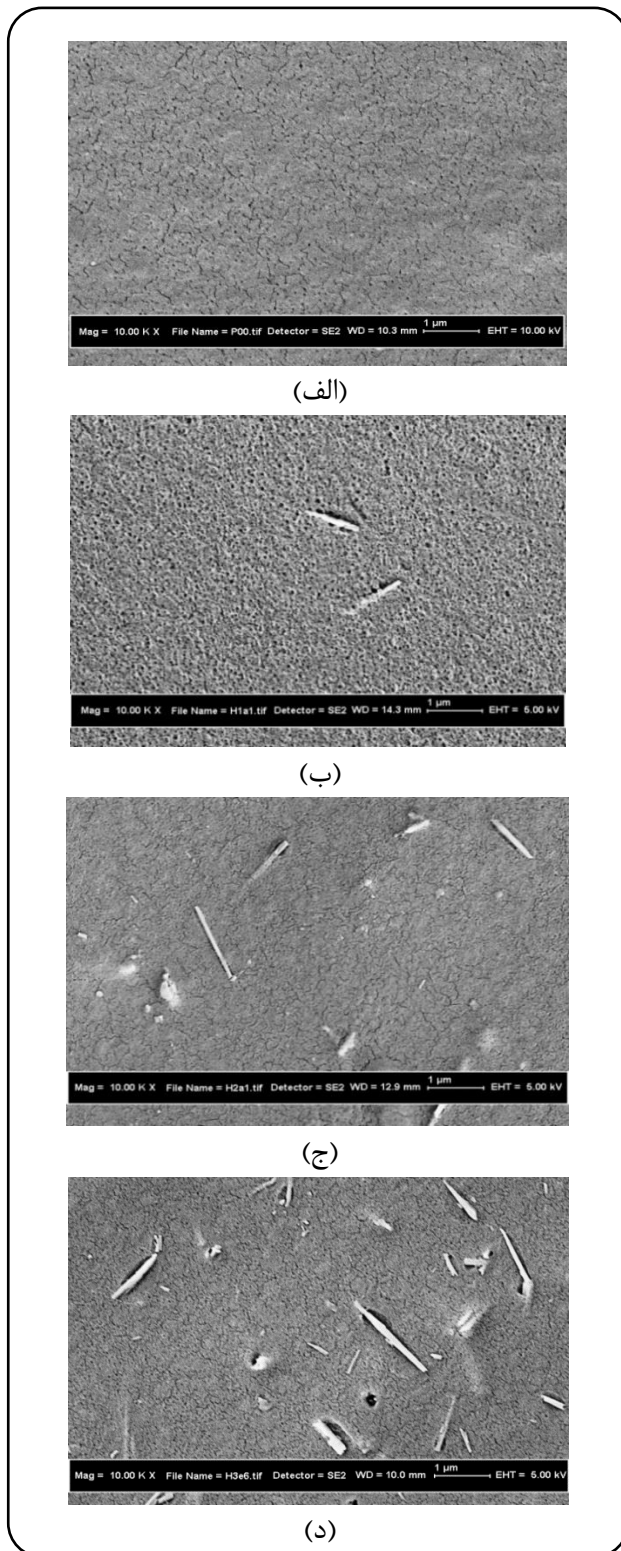 Mag = 10.00 K X File Name = P00.tif Detector = SE2 WD = 10.3 mm 1 µm EHT = 10.00 kV
(الف)
Mag = 10.00 K X File Name = H1a1.tif Detector = SE2 WD = 14.3 mm 1 µm EHT = 5.00 kV
(ب)
Mag = 10.00 K X File Name = H2a1.tif Detector = SE2 WD = 12.9 mm 1 µm EHT = 5.00 kV
(ج)
Mag = 10.00 K X File Name = H3e6.tif Detector = SE2 WD = 10.0 mm 1 µm EHT = 5.00 kV
(د)